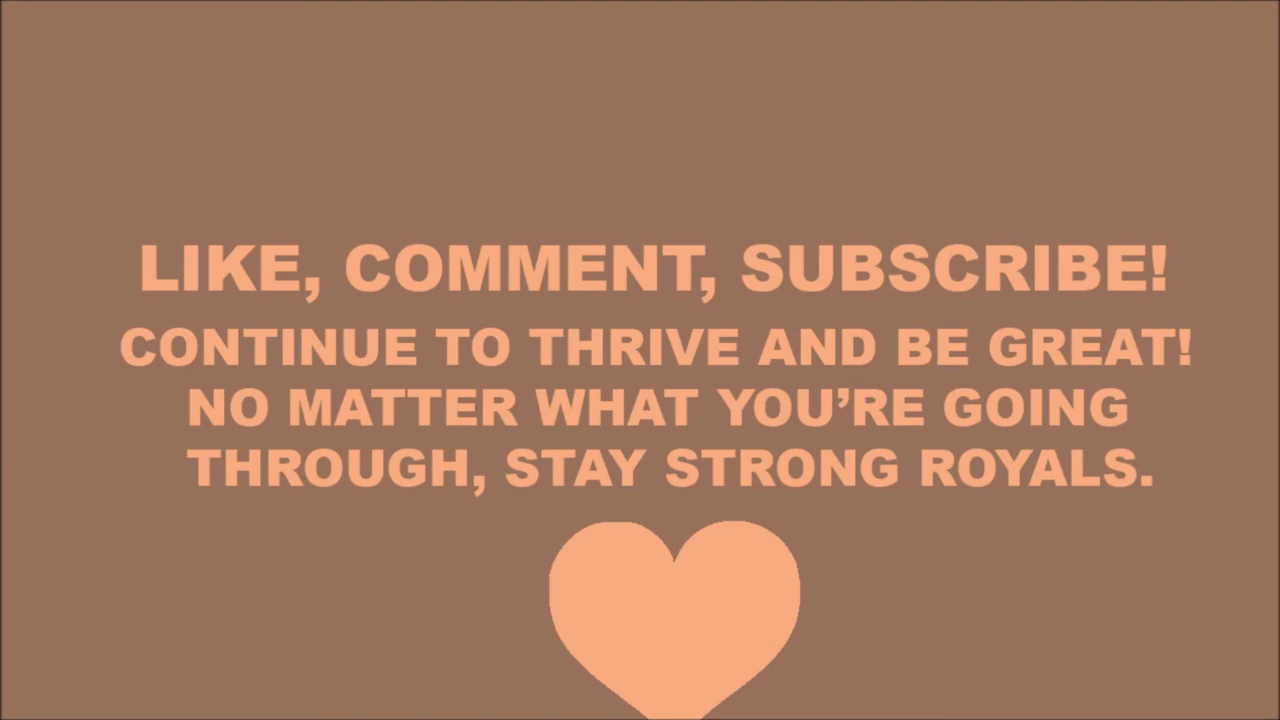 LIKE, COMMENT, SUBSCRIBE!
CONTINUE TO THRIVE AND BE GREAT!
NO MATTER WHAT YOU’RE GOING
THROUGH, STAY STRONG ROYALS.